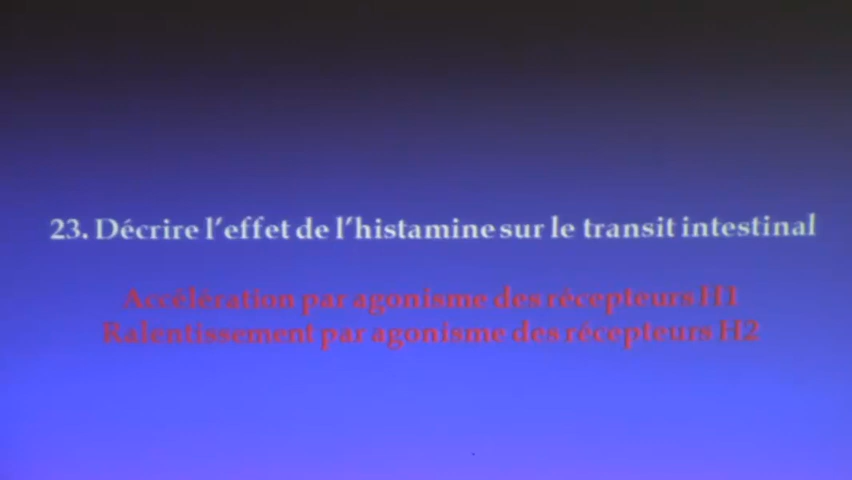 23. Décrire l'effet de l'histamine sur le transit intestinal
Accélération par agonisme des récepteurs H1
Ralentissement par agonisme des récepteurs H2